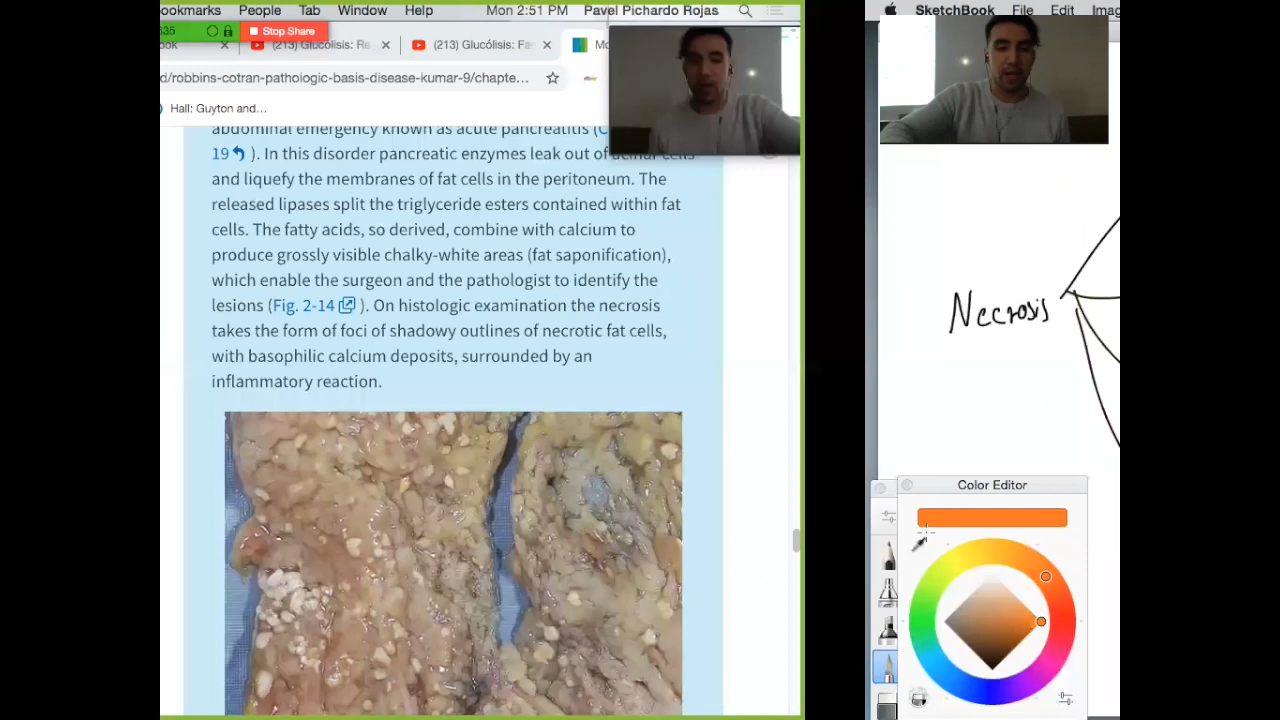 ookmarks People Tab Window Help Mon 2:51 PM Pavel Pichardo Rojas
635 Stop Share
ok (213) Glucólisis: Re (213) Glucólisis: Fa Mo
d/robbins-cotran-pathologic-basis-disease-kumar-9/chapte...
Hall: Guyton and...
abdominal emergency known as acute pancreatitis (C
19 ). In this disorder pancreatic enzymes leak out of acinar cells
and liquefy the membranes of fat cells in the peritoneum. The
released lipases split the triglyceride esters contained within fat
cells. The fatty acids, so derived, combine with calcium to
produce grossly visible chalky-white areas (fat saponification),
which enable the surgeon and the pathologist to identify the
lesions (Fig. 2-14 ). On histologic examination the necrosis
takes the form of foci of shadowy outlines of necrotic fat cells,
with basophilic calcium deposits, surrounded by an
inflammatory reaction.
SketchBook File Edit Imag
Necrosis
Color Editor